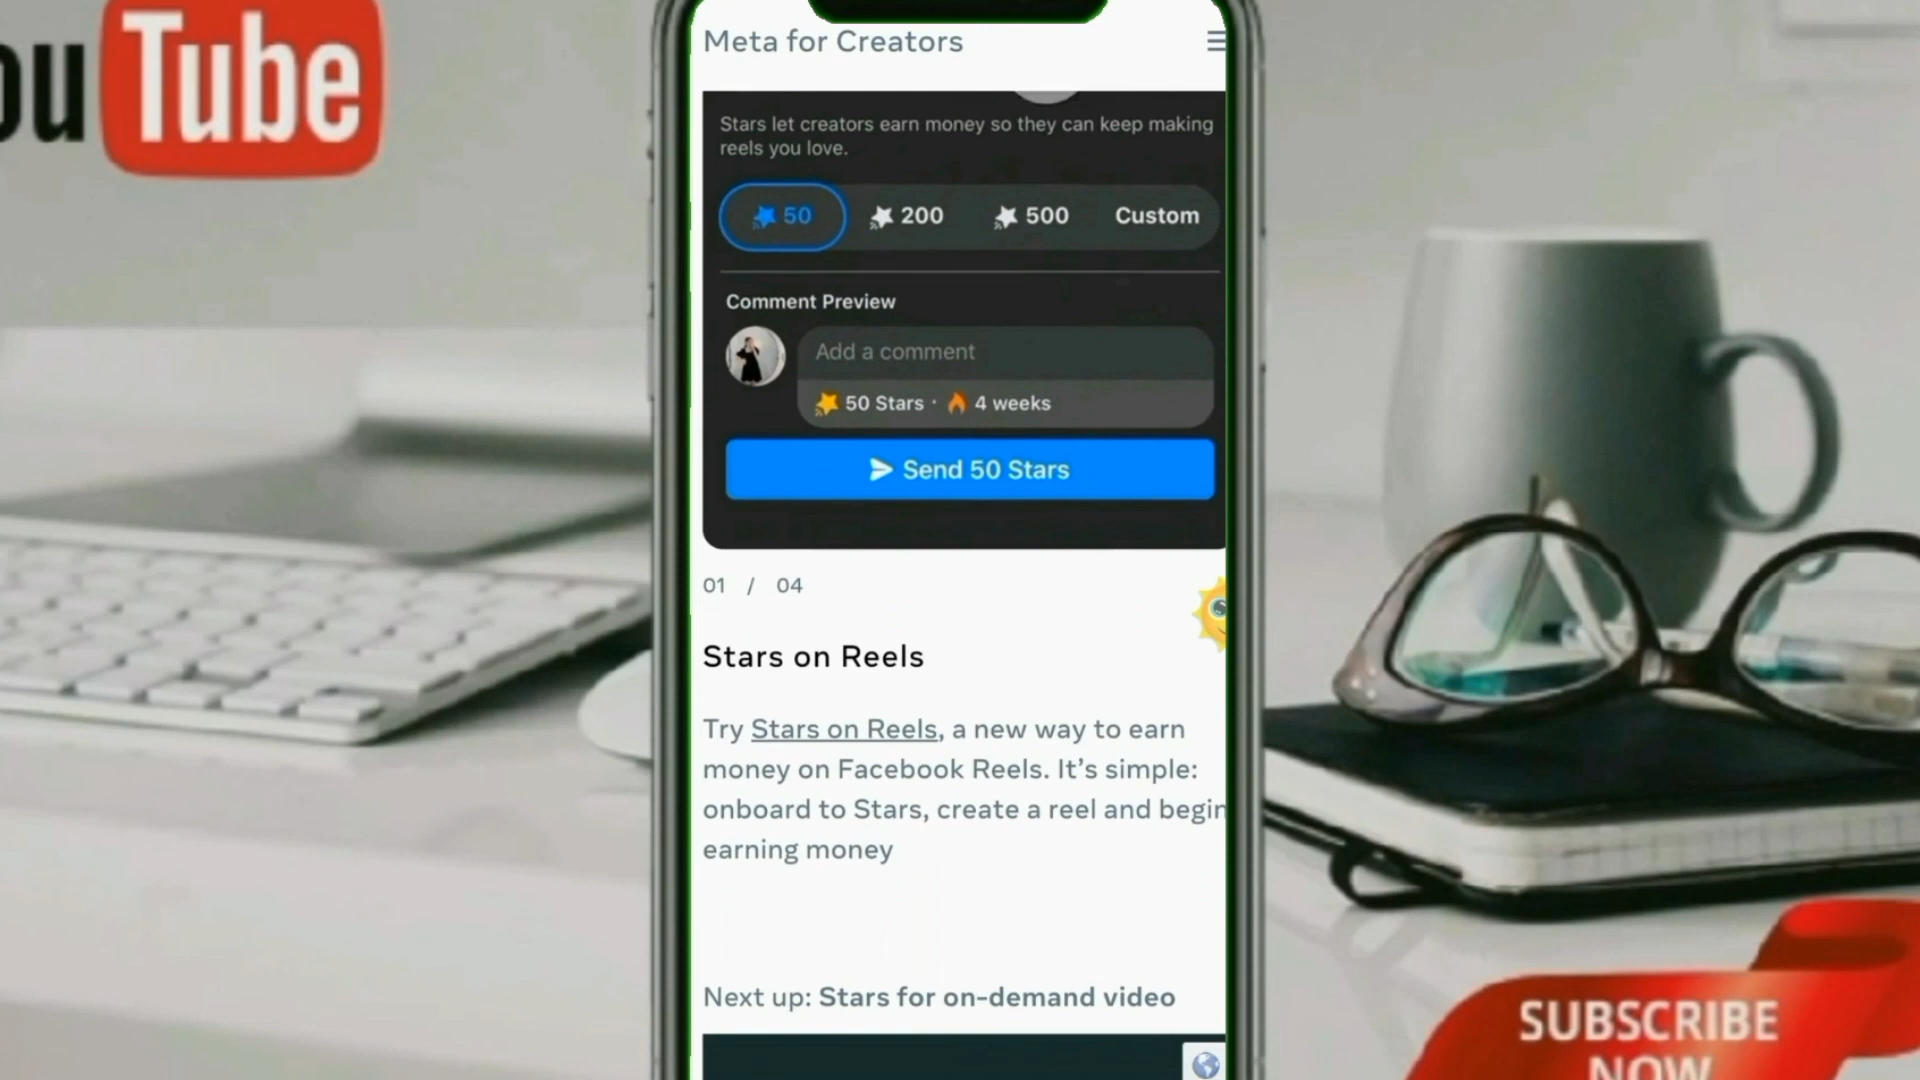 ou Tube
Meta for Creators
Stars let creators earn money so they can keep making
reels you love.
50 200 500 Custom
Comment Preview
Add a comment
50 Stars · 4 weeks
Send 50 Stars
01 / 04
Stars on Reels
Try Stars on Reels, a new way to earn
money on Facebook Reels. It’s simple:
onboard to Stars, create a reel and begin
earning money
Next up: Stars for on-demand video
SUBSCRIBE
NOW